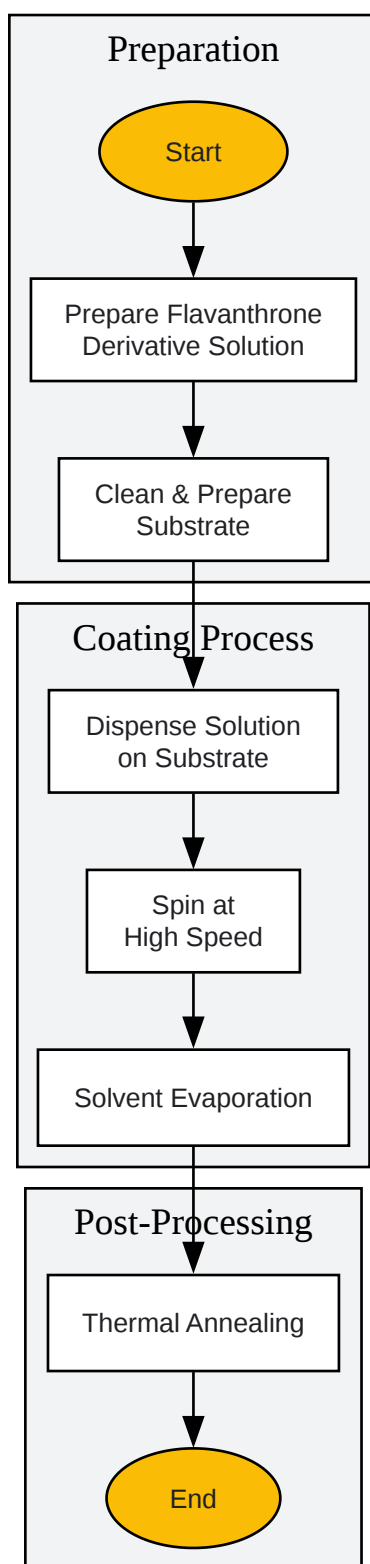 Preparation
Start
Prepare Flavanthrone
Derivative Solution
Clean & Prepare
Substrate
Coating Process
Dispense Solution
on Substrate
Spin at
High Speed
Solvent Evaporation
Post-Processing
Thermal Annealing
End